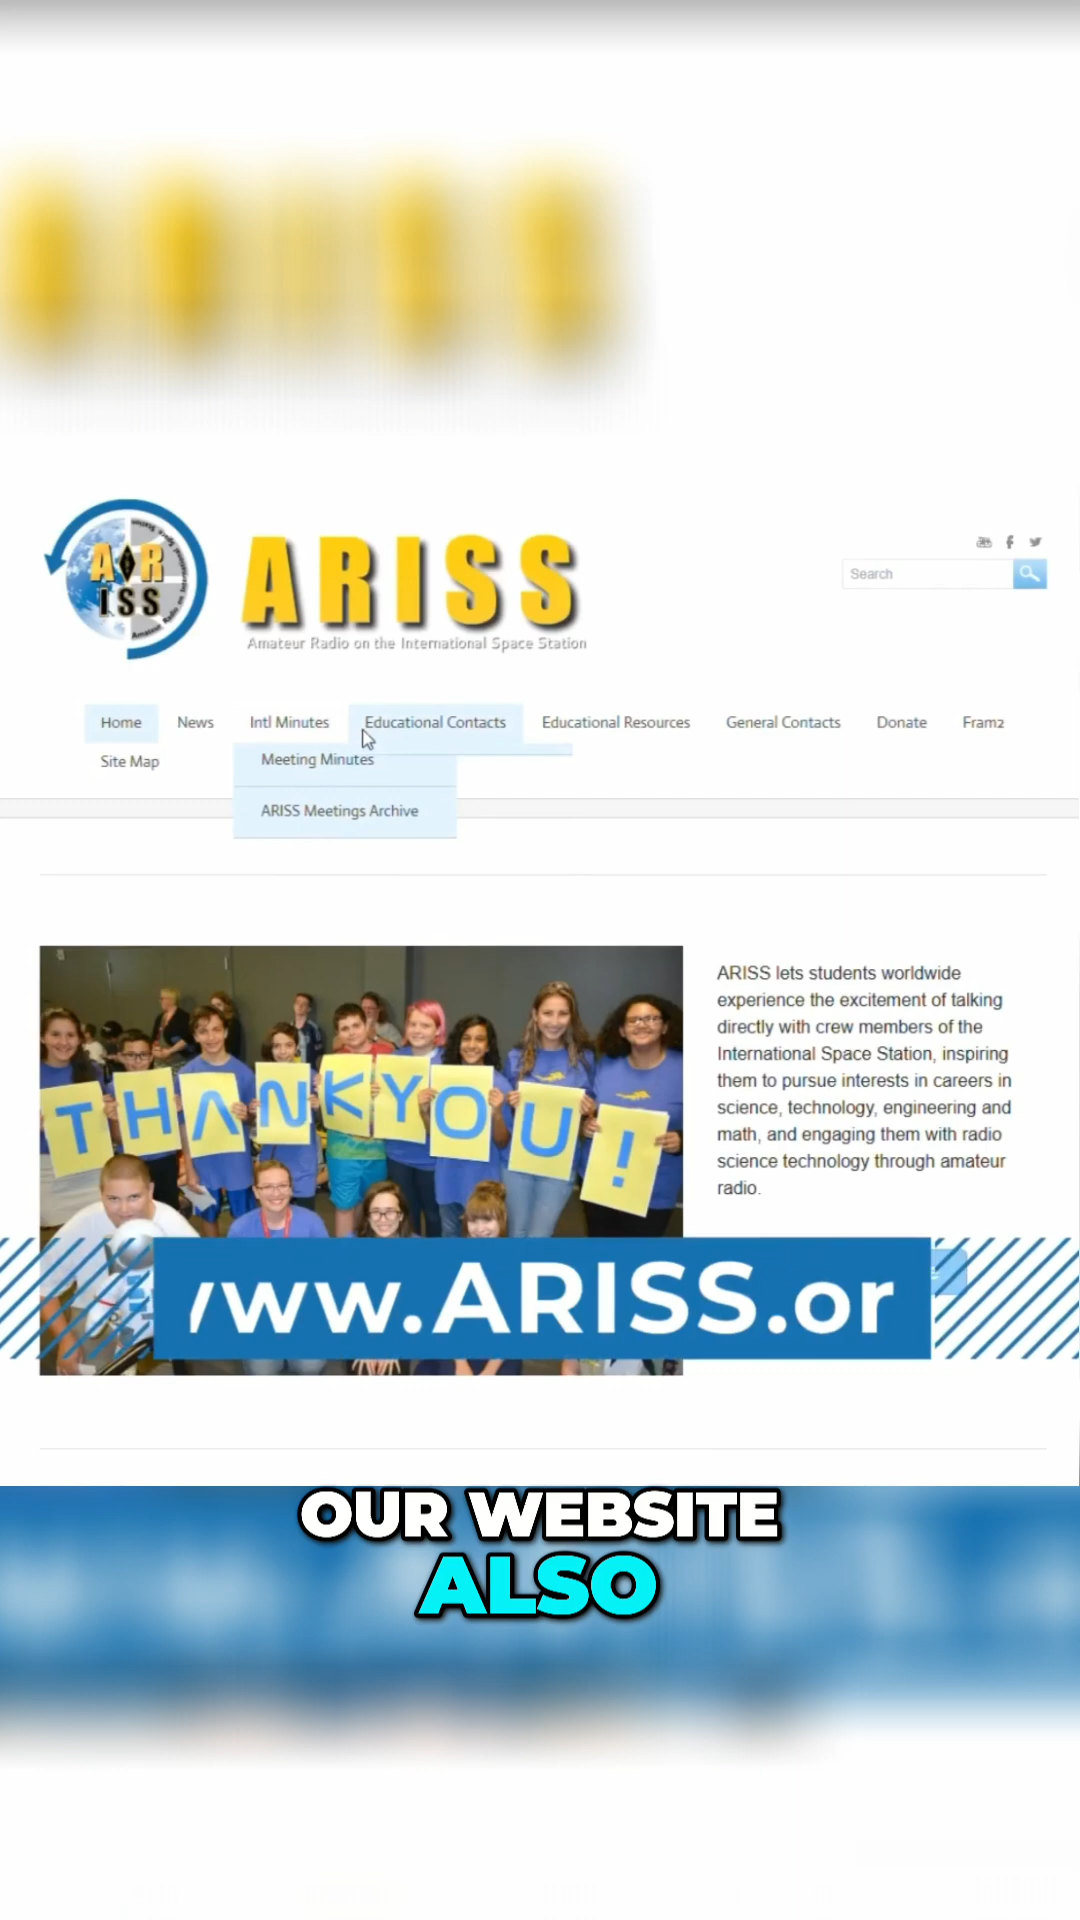 A R
ISS
ARISS
Amateur Radio on the International Space Station
Search
Home News Intl Minutes Educational Contacts Educational Resources General Contacts Donate Fram2
Site Map
Meeting Minutes
ARISS Meetings Archive
THANKYOU!
ARISS lets students worldwide
experience the excitement of talking
directly with crew members of the
International Space Station, inspiring
them to pursue interests in careers in
science, technology, engineering and
math, and engaging them with radio
science technology through amateur
radio.
ww.ARISS.or
OUR WEBSITE
ALSO